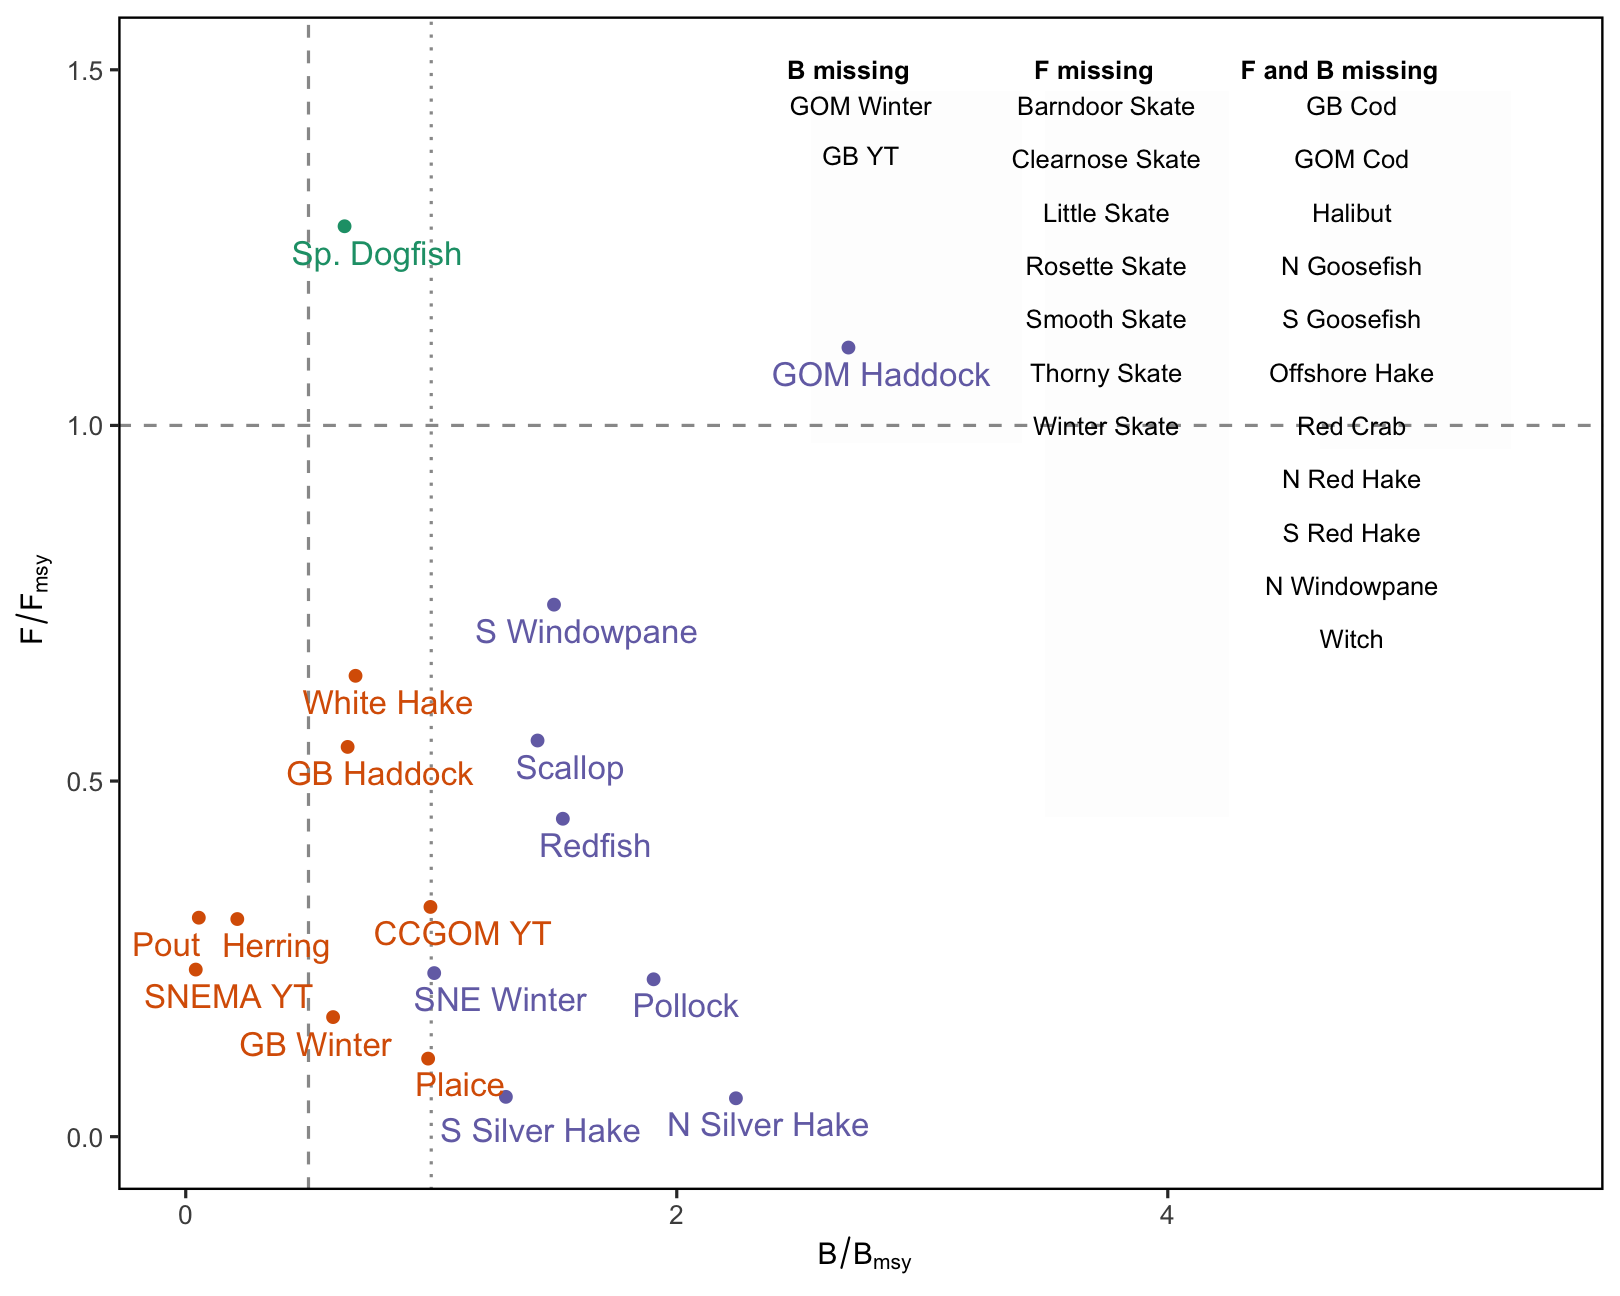 B missing
GOM Winter
GB YT
F missing
Barndoor Skate
Clearnose Skate
Little Skate
Rosette Skate
Smooth Skate
Thorny Skate
Winter Skate
F and B missing
GB Cod
GOM Cod
Halibut
N Goosefish
S Goosefish
Offshore Hake
Red Crab
N Red Hake
S Red Hake
N Windowpane
Witch
1.5
1.0
0.5
0.0
F/Fmsy
Sp. Dogfish
GOM Haddock
S Windowpane
White Hake
Scallop
GB Haddock
Redfish
CCGOM YT
Pout
Herring
SNEMA YT
SNE Winter
Pollock
GB Winter
Plaice
S Silver Hake
N Silver Hake
0
2
4
B/Bmsy